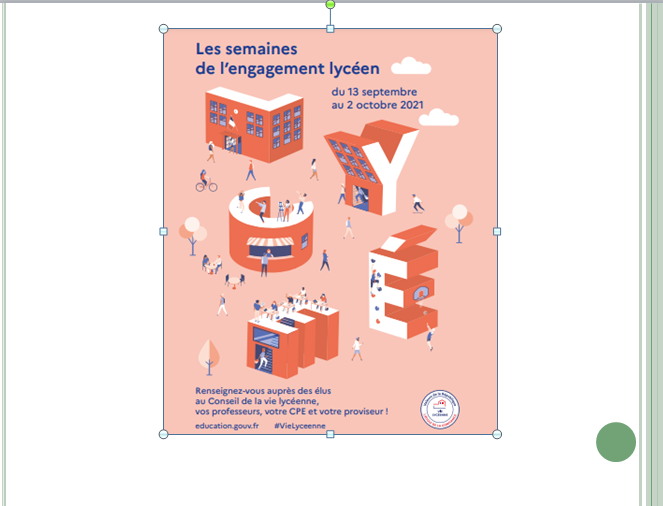 Les semaines
de l'engagement lycéen
du 13 septembre
au 2 octobre 2021
L
Y
C
É
E
Renseignez-vous auprès des élus
au Conseil de la vie lycéenne,
vos professeurs, votre CPE et votre proviseur !
education.gouv.fr #VieLyceenne
LYCÉENNE